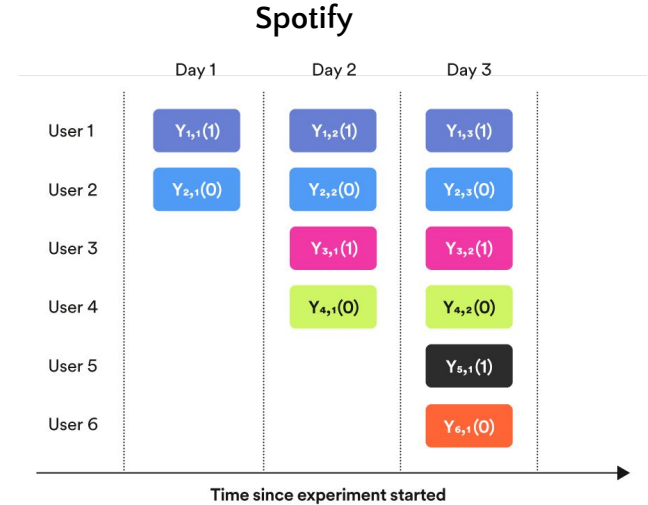 Spotify
Day 1 Day 2 Day 3
User 1 Y₁,₁(1) Y₁,₂(1) Y₁,₃(1)
User 2 Y₂,₁(0) Y₂,₂(0) Y₂,₃(0)
User 3 Y₃,₁(1) Y₃,₂(1)
User 4 Y₄,₁(0) Y₄,₂(0)
User 5 Y₅,₁(1)
User 6 Y₆,₁(0)
Time since experiment started